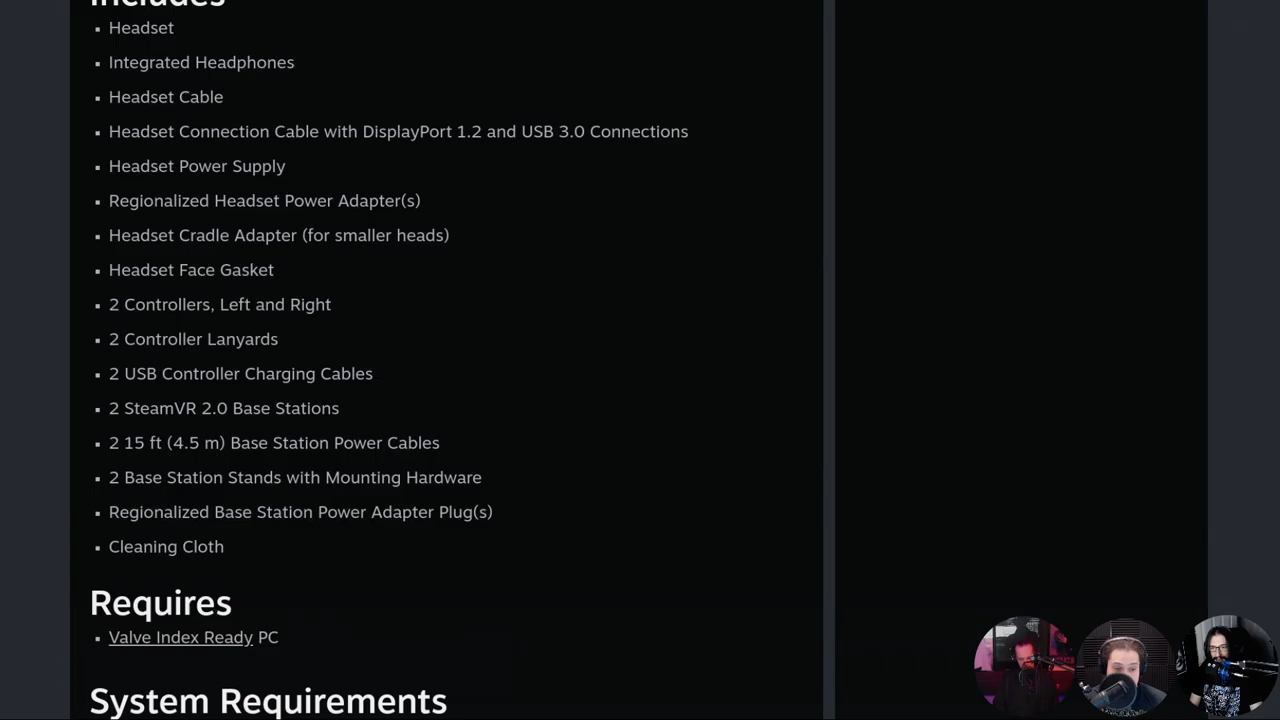 Includes
Headset
Integrated Headphones
Headset Cable
Headset Connection Cable with DisplayPort 1.2 and USB 3.0 Connections
Headset Power Supply
Regionalized Headset Power Adapter(s)
Headset Cradle Adapter (for smaller heads)
Headset Face Gasket
2 Controllers, Left and Right
2 Controller Lanyards
2 USB Controller Charging Cables
2 SteamVR 2.0 Base Stations
2 15 ft (4.5 m) Base Station Power Cables
2 Base Station Stands with Mounting Hardware
Regionalized Base Station Power Adapter Plug(s)
Cleaning Cloth
Requires
Valve Index Ready PC
System Requirements